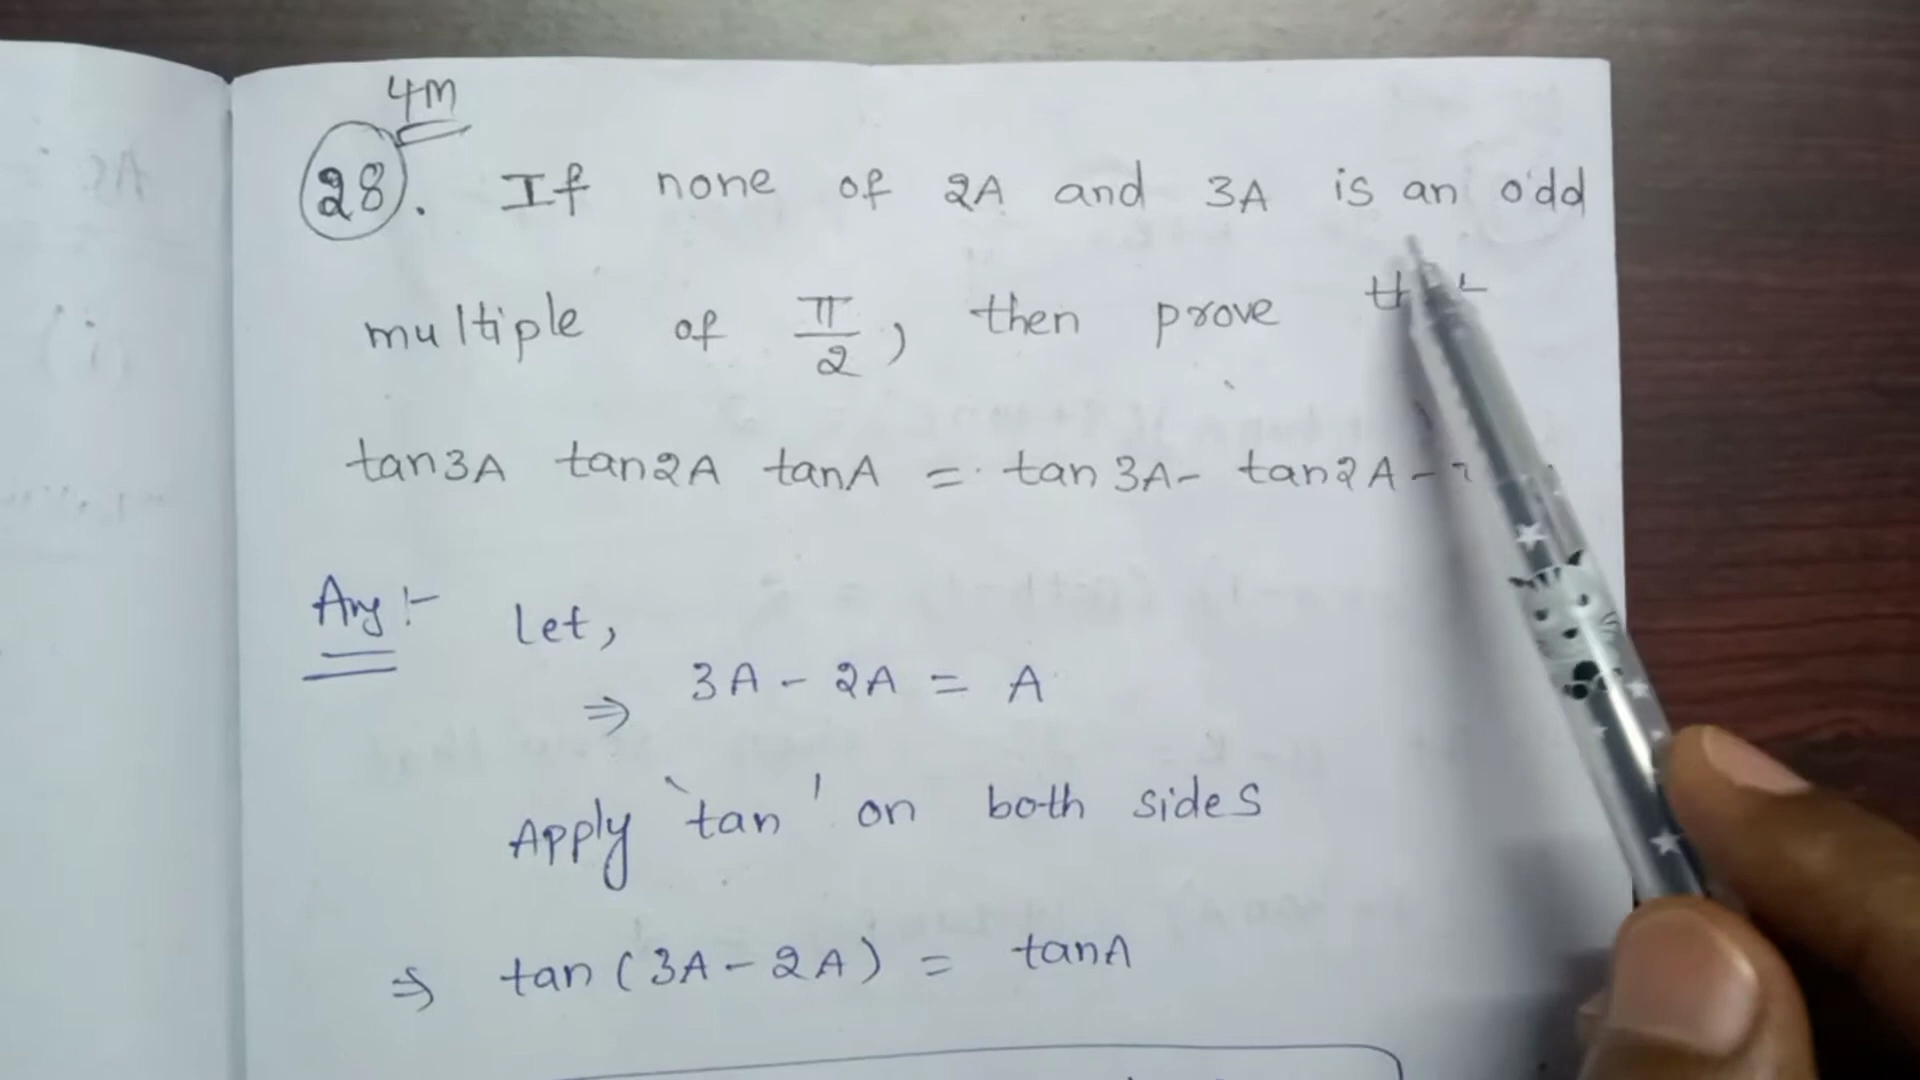 4M
28. If none of 2A and 3A is an odd
multiple of π/2, then prove
tan3A tan2A tanA = tan3A - tan2A -
Ans:- Let,
⇒ 3A - 2A = A
Apply 'tan' on both sides
⇒ tan(3A - 2A) = tanA